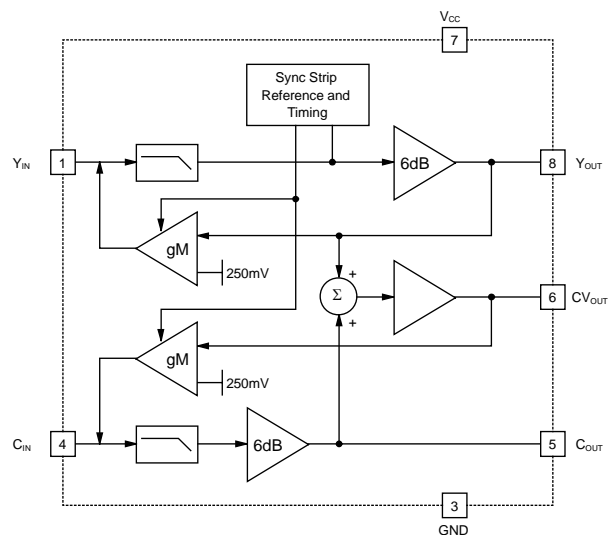 VCC
7
Sync Strip
Reference and
Timing
YIN
1
6dB
8
YOUT
gM
250mV
+
Σ
+
6
CVOUT
gM
250mV
CIN
4
6dB
5
COUT
3
GND